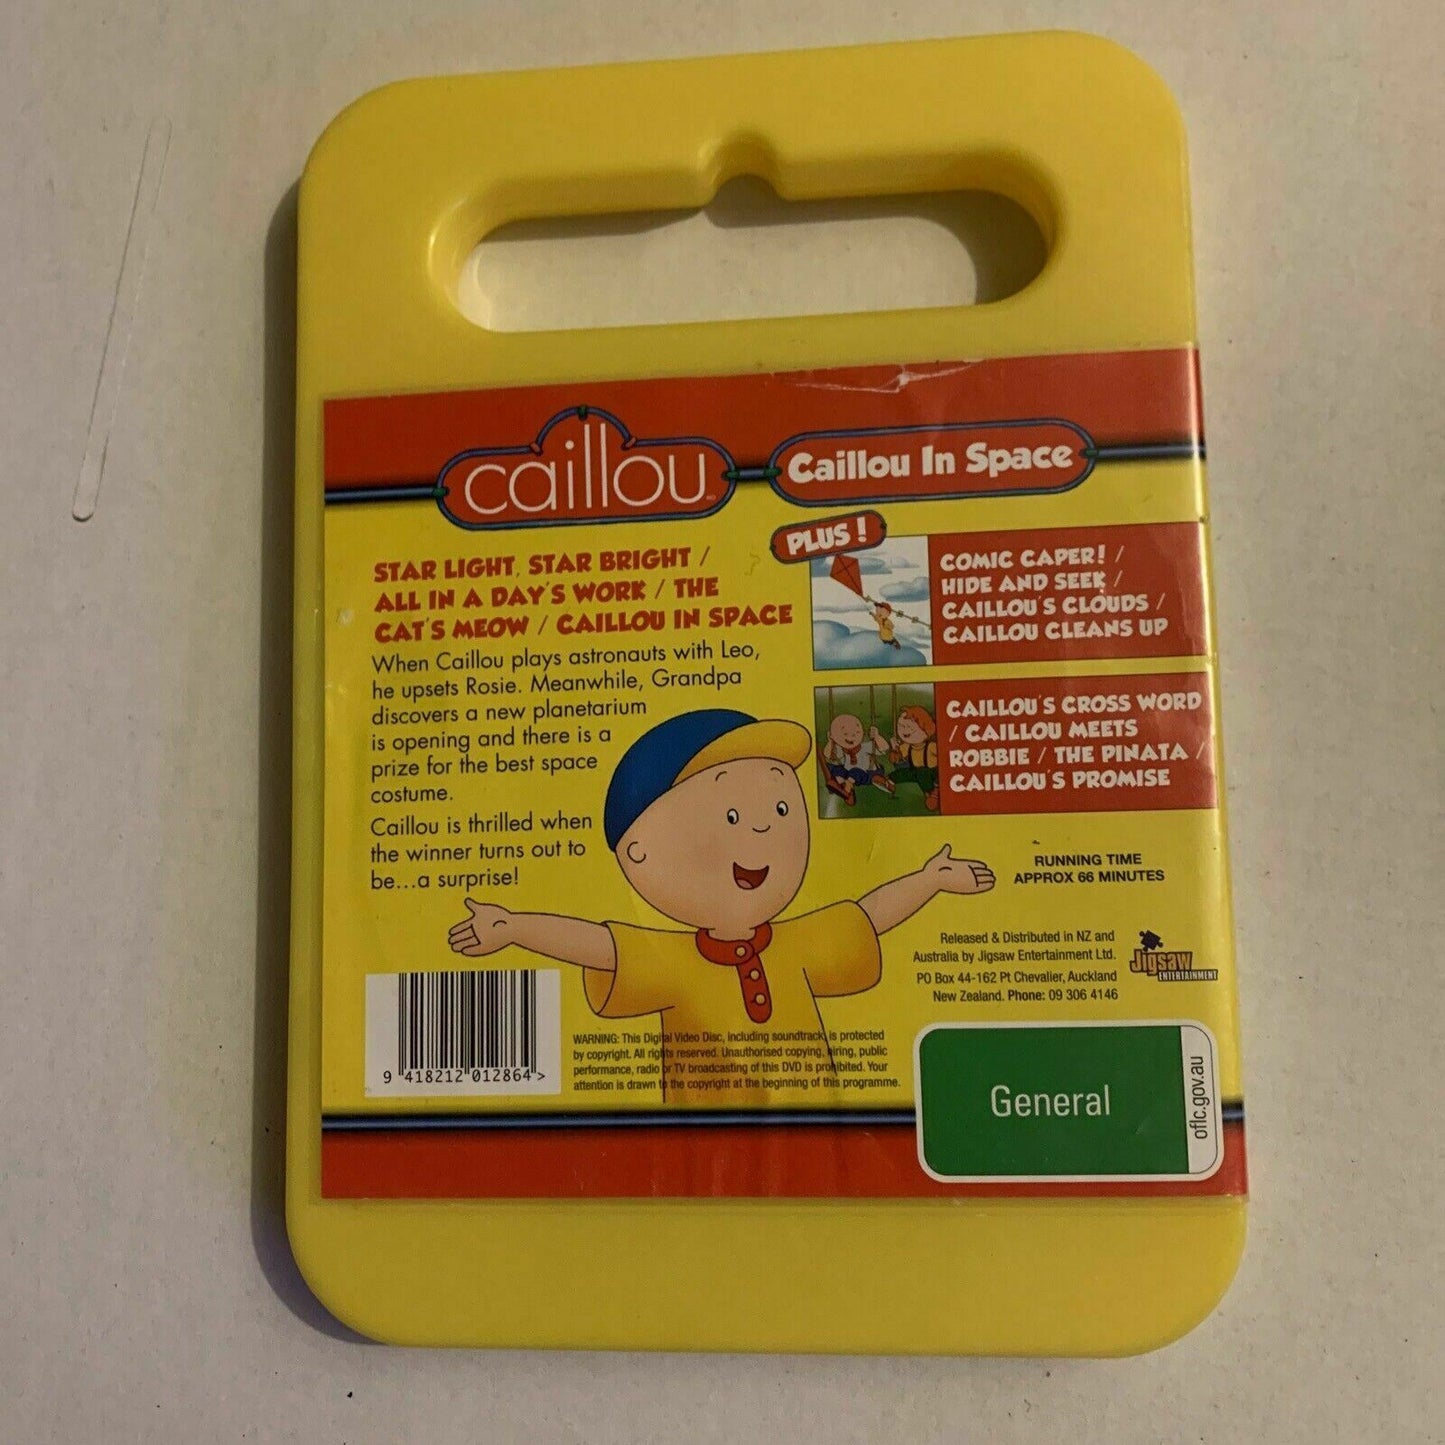 caillou
Caillou In Space
STAR LIGHT, STAR BRIGHT /
ALL IN A DAY'S WORK / THE
CAT'S MEOW / CAILLOU IN SPACE
When Caillou plays astronauts with Leo,
he upsets Rosie. Meanwhile, Grandpa
discovers a new planetarium
is opening and there is a
prize for the best space
costume.
Caillou is thrilled when
the winner turns out to
be...a surprise!
PLUS!
COMIC CAPER! /
HIDE AND SEEK /
CAILLOU'S CLOUDS /
CAILLOU CLEANS UP
CAILLOU'S CROSS WORD
/ CAILLOU MEETS
ROBBIE / THE PINATA /
CAILLOU'S PROMISE
RUNNING TIME
APPROX 66 MINUTES
Released & Distributed in NZ and
Australia by Jigsaw Entertainment Ltd.
PO Box 44-162 Pt Chevalier, Auckland
New Zealand. Phone: 09 306 4146
Jigsaw
ENTERTAINMENT
9 418212 012864 >
WARNING: This Digital Video Disc, including soundtrack, is protected
by copyright. All rights reserved. Unauthorised copying, hiring, public
performance, radio or TV broadcasting of this DVD is prohibited. Your
attention is drawn to the copyright at the beginning of this programme.
General
oflc.gov.au